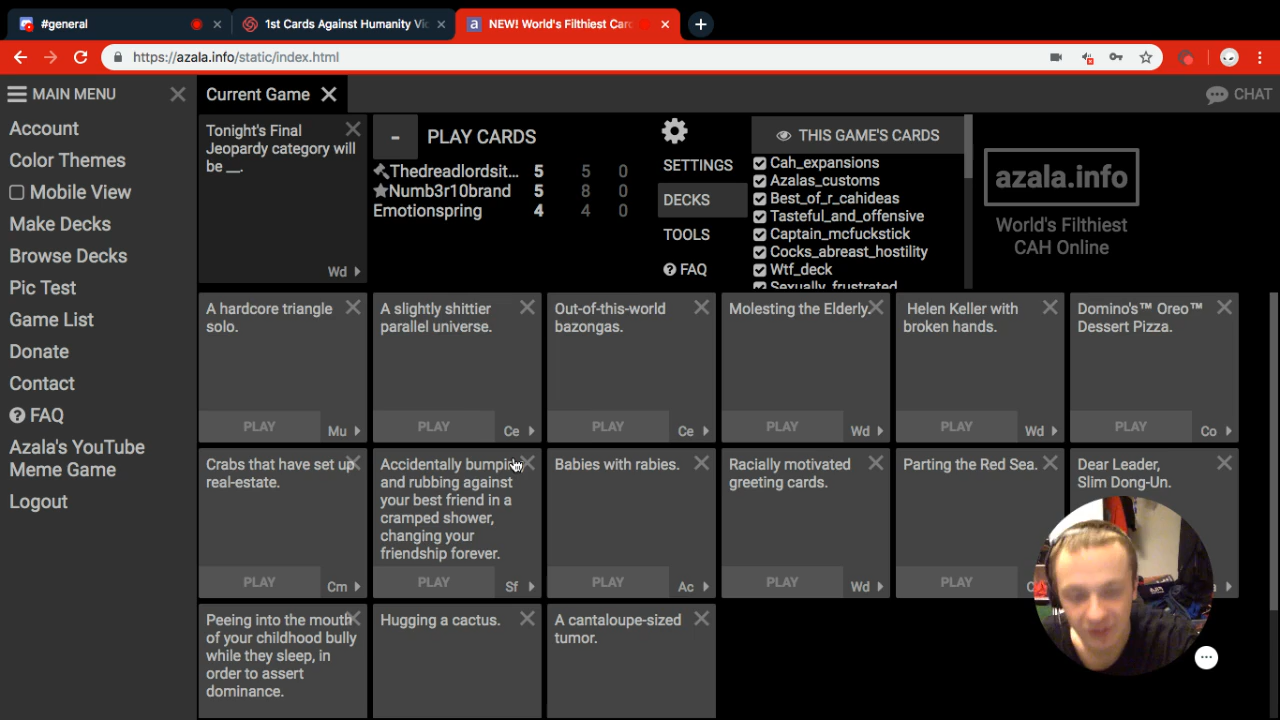 #general
1st Cards Against Humanity Vic
NEW! World's Filthiest Car
https://azala.info/static/index.html
MAIN MENU
Current Game
CHAT
Account
Color Themes
Mobile View
Make Decks
Browse Decks
Pic Test
Game List
Donate
Contact
FAQ
Azala's YouTube
Meme Game
Logout
Tonight's Final
Jeopardy category will
be __.
Wd
- PLAY CARDS
Thedreadlordsit... 5 5 0
Numb3r10brand 5 8 0
Emotionspring 4 4 0
SETTINGS
DECKS
TOOLS
FAQ
THIS GAME'S CARDS
Cah_expansions
Azalas_customs
Best_of_r_cahideas
Tasteful_and_offensive
Captain_mcfuckstick
Cocks_abreast_hostility
Wtf_deck
Sexually_frustrated
azala.info
World's Filthiest
CAH Online
A hardcore triangle
solo.
PLAY Mu
A slightly shittier
parallel universe.
PLAY Ce
Out-of-this-world
bazongas.
PLAY Ce
Molesting the Elderly.
PLAY Wd
Helen Keller with
broken hands.
PLAY Wd
Domino's™ Oreo™
Dessert Pizza.
PLAY Co
Crabs that have set up
real-estate.
PLAY Cm
Accidentally bumping
and rubbing against
your best friend in a
cramped shower,
changing your
friendship forever.
PLAY Sf
Babies with rabies.
PLAY Ac
Racially motivated
greeting cards.
PLAY Wd
Parting the Red Sea.
PLAY
Dear Leader,
Slim Dong-Un.
Peeing into the mouth
of your childhood bully
while they sleep, in
order to assert
dominance.
Hugging a cactus.
A cantaloupe-sized
tumor.